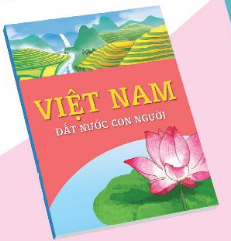 VIỆT NAM
ĐẤT NƯỚC CON NGƯỜI